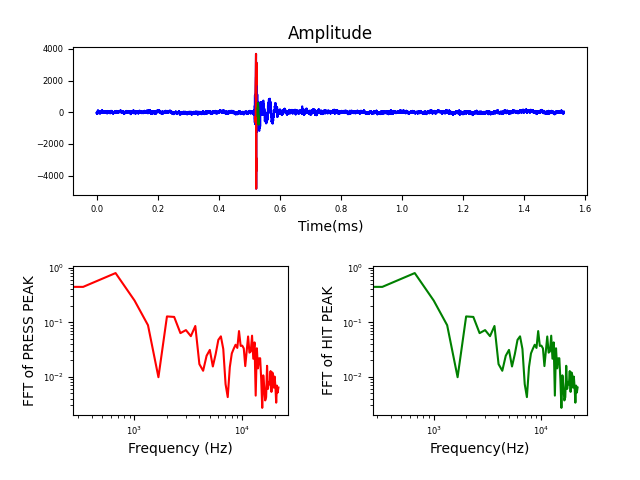 Amplitude
4000
2000
0
−2000
−4000
0.0 0.2 0.4 0.6 0.8 1.0 1.2 1.4 1.6
Time(ms)
FFT of PRESS PEAK
10⁰
10⁻¹
10⁻²
10³ 10⁴
Frequency (Hz)
FFT of HIT PEAK
10⁰
10⁻¹
10⁻²
10³ 10⁴
Frequency(Hz)